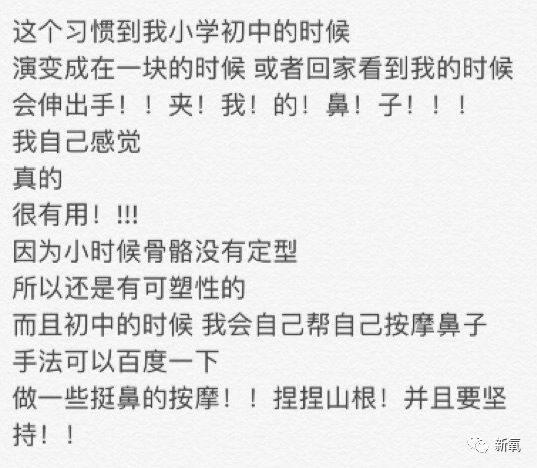 这个习惯到我小学初中的时候
演变成在一块的时候 或者回家看到我的时候
会伸出手！！夹！我！的！鼻！子！！！
我自己感觉
真的
很有用！!!!
因为小时候骨骼没有定型
所以还是有可塑性的
而且初中的时候 我会自己帮自己按摩鼻子
手法可以百度一下
做一些挺鼻的按摩！！捏捏山根！并且要坚
持！！
新氧